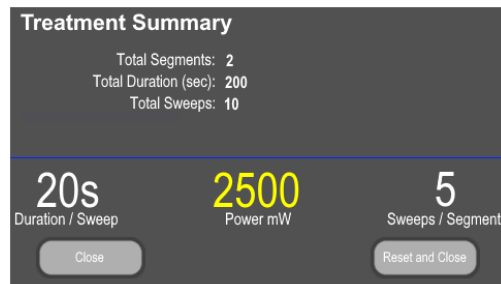 Treatment Summary
Total Segments: 2
Total Duration (sec): 200
Total Sweeps: 10
20s 2500 5
Duration / Sweep Power mW Sweeps / Segment
Close Reset and Close